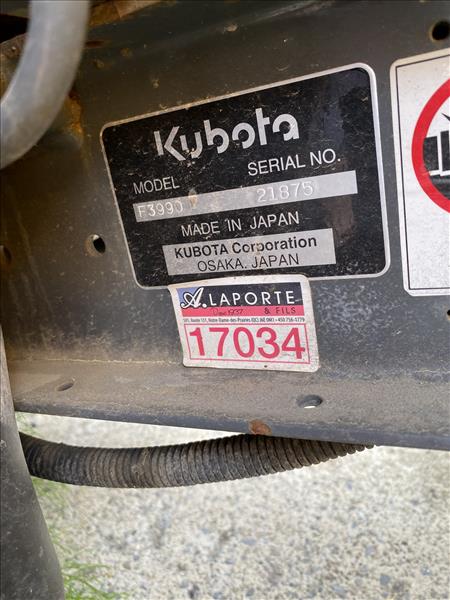 Kubota
MODEL
SERIAL NO.
F3990
21875
MADE IN JAPAN
KUBOTA Corporation
OSAKA. JAPAN
A. LAPORTE
& FILS
17034